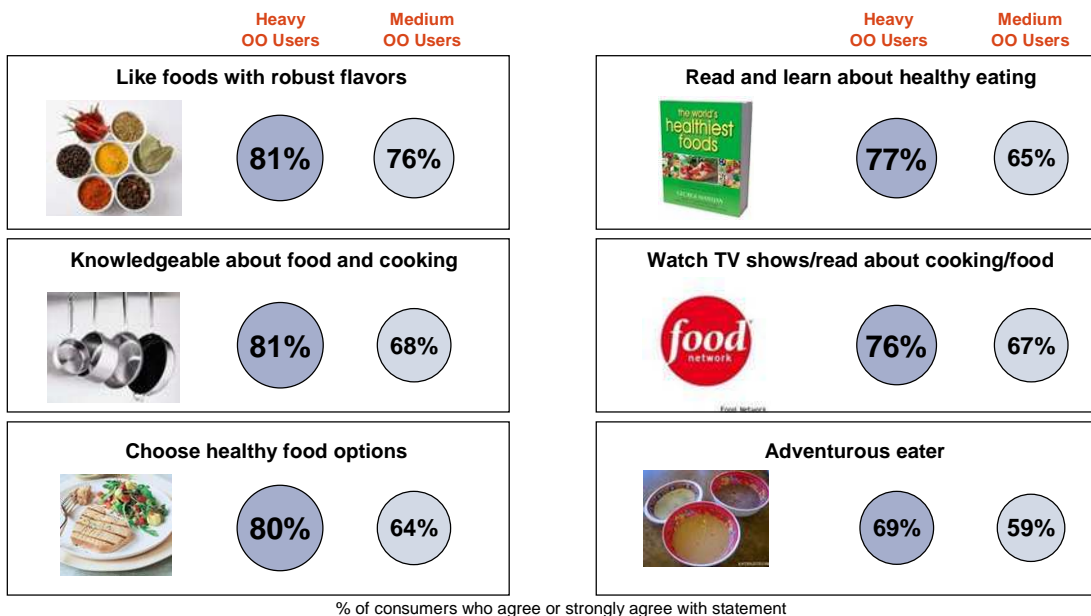 Heavy
OO Users
Medium
OO Users
Heavy
OO Users
Medium
OO Users
Like foods with robust flavors
81%
76%
Read and learn about healthy eating
the world's
healthiest
foods
77%
65%
Knowledgeable about food and cooking
81%
68%
Watch TV shows/read about cooking/food
food
network
Food Network
76%
67%
Choose healthy food options
80%
64%
Adventurous eater
69%
59%
% of consumers who agree or strongly agree with statement